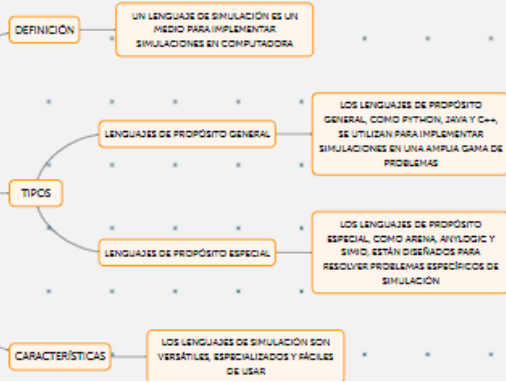 DEFINICIÓN
UN LENGUAJE DE SIMULACIÓN ES UN
MEDIO PARA IMPLEMENTAR
SIMULACIONES EN COMPUTADORA
TIPOS
LENGUAJES DE PROPÓSITO GENERAL
LOS LENGUAJES DE PROPÓSITO
GENERAL, COMO PYTHON, JAVA Y C++,
SE UTILIZAN PARA IMPLEMENTAR
SIMULACIONES EN UNA AMPLIA GAMA DE
PROBLEMAS
LENGUAJES DE PROPÓSITO ESPECIAL
LOS LENGUAJES DE PROPÓSITO
ESPECIAL, COMO ARENA, ANYLOGIC Y
SIMIO, ESTÁN DISEÑADOS PARA
RESOLVER PROBLEMAS ESPECÍFICOS DE
SIMULACIÓN
CARACTERÍSTICAS
LOS LENGUAJES DE SIMULACIÓN SON
VERSÁTILES, ESPECIALIZADOS Y FÁCILES
DE USAR